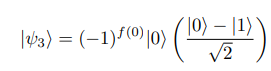 |ψ₃⟩ = (−1)^{f(0)}|0⟩ ( (|0⟩ − |1⟩) / √2 )